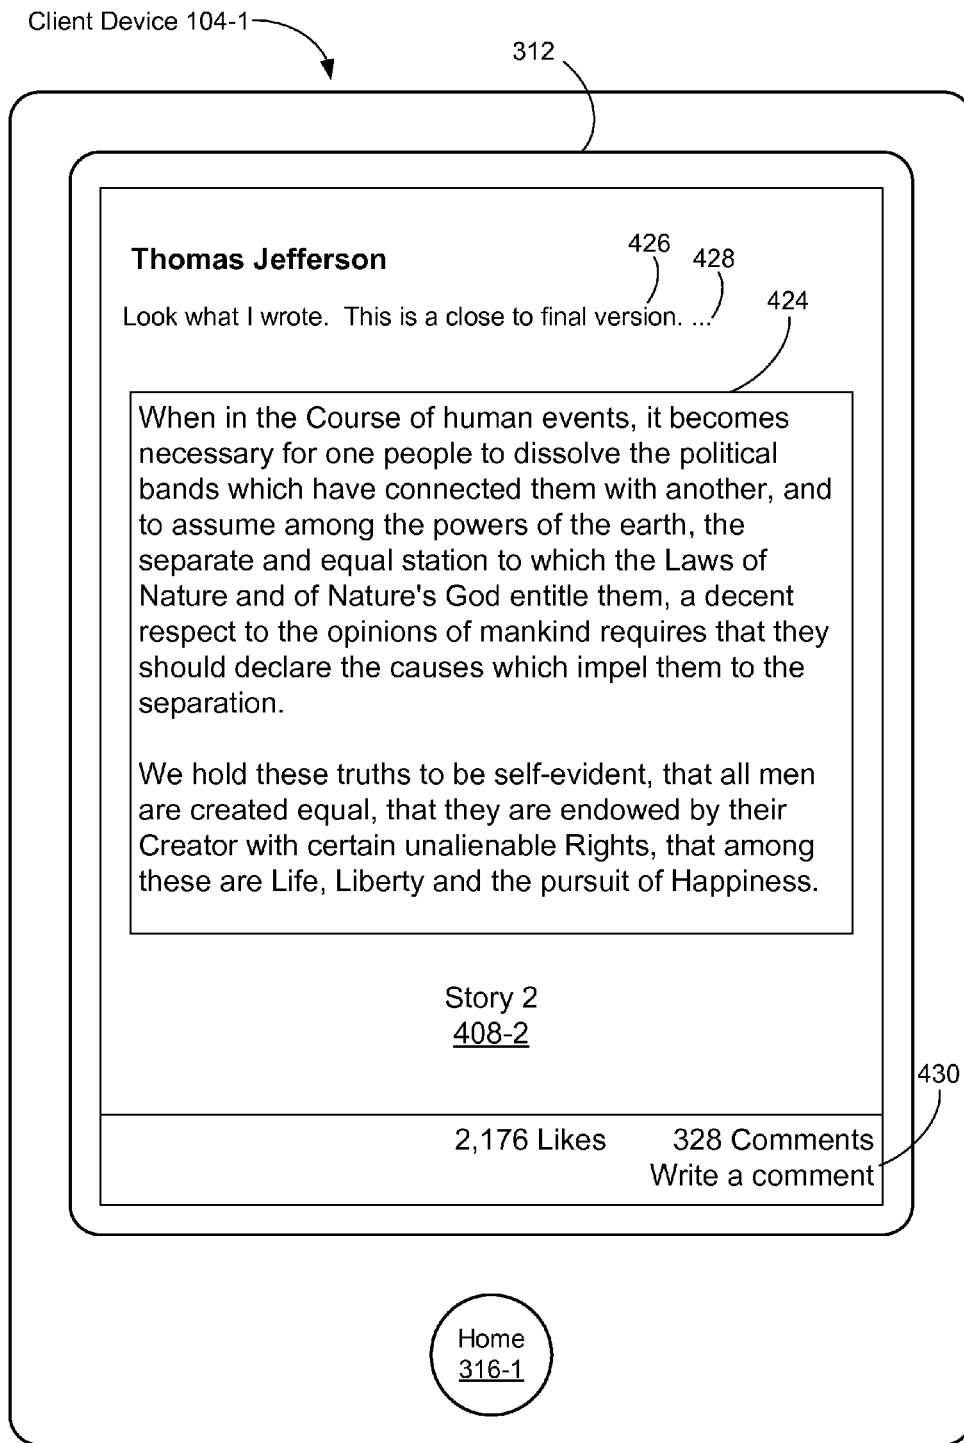 Client Device 104-1
312
Thomas Jefferson
426
428
Look what I wrote.  This is a close to final version. ...
424
When in the Course of human events, it becomes
necessary for one people to dissolve the political
bands which have connected them with another, and
to assume among the powers of the earth, the
separate and equal station to which the Laws of
Nature and of Nature's God entitle them, a decent
respect to the opinions of mankind requires that they
should declare the causes which impel them to the
separation.
We hold these truths to be self-evident, that all men
are created equal, that they are endowed by their
Creator with certain unalienable Rights, that among
these are Life, Liberty and the pursuit of Happiness.
Story 2
408-2
430
2,176 Likes 328 Comments
Write a comment
Home
316-1